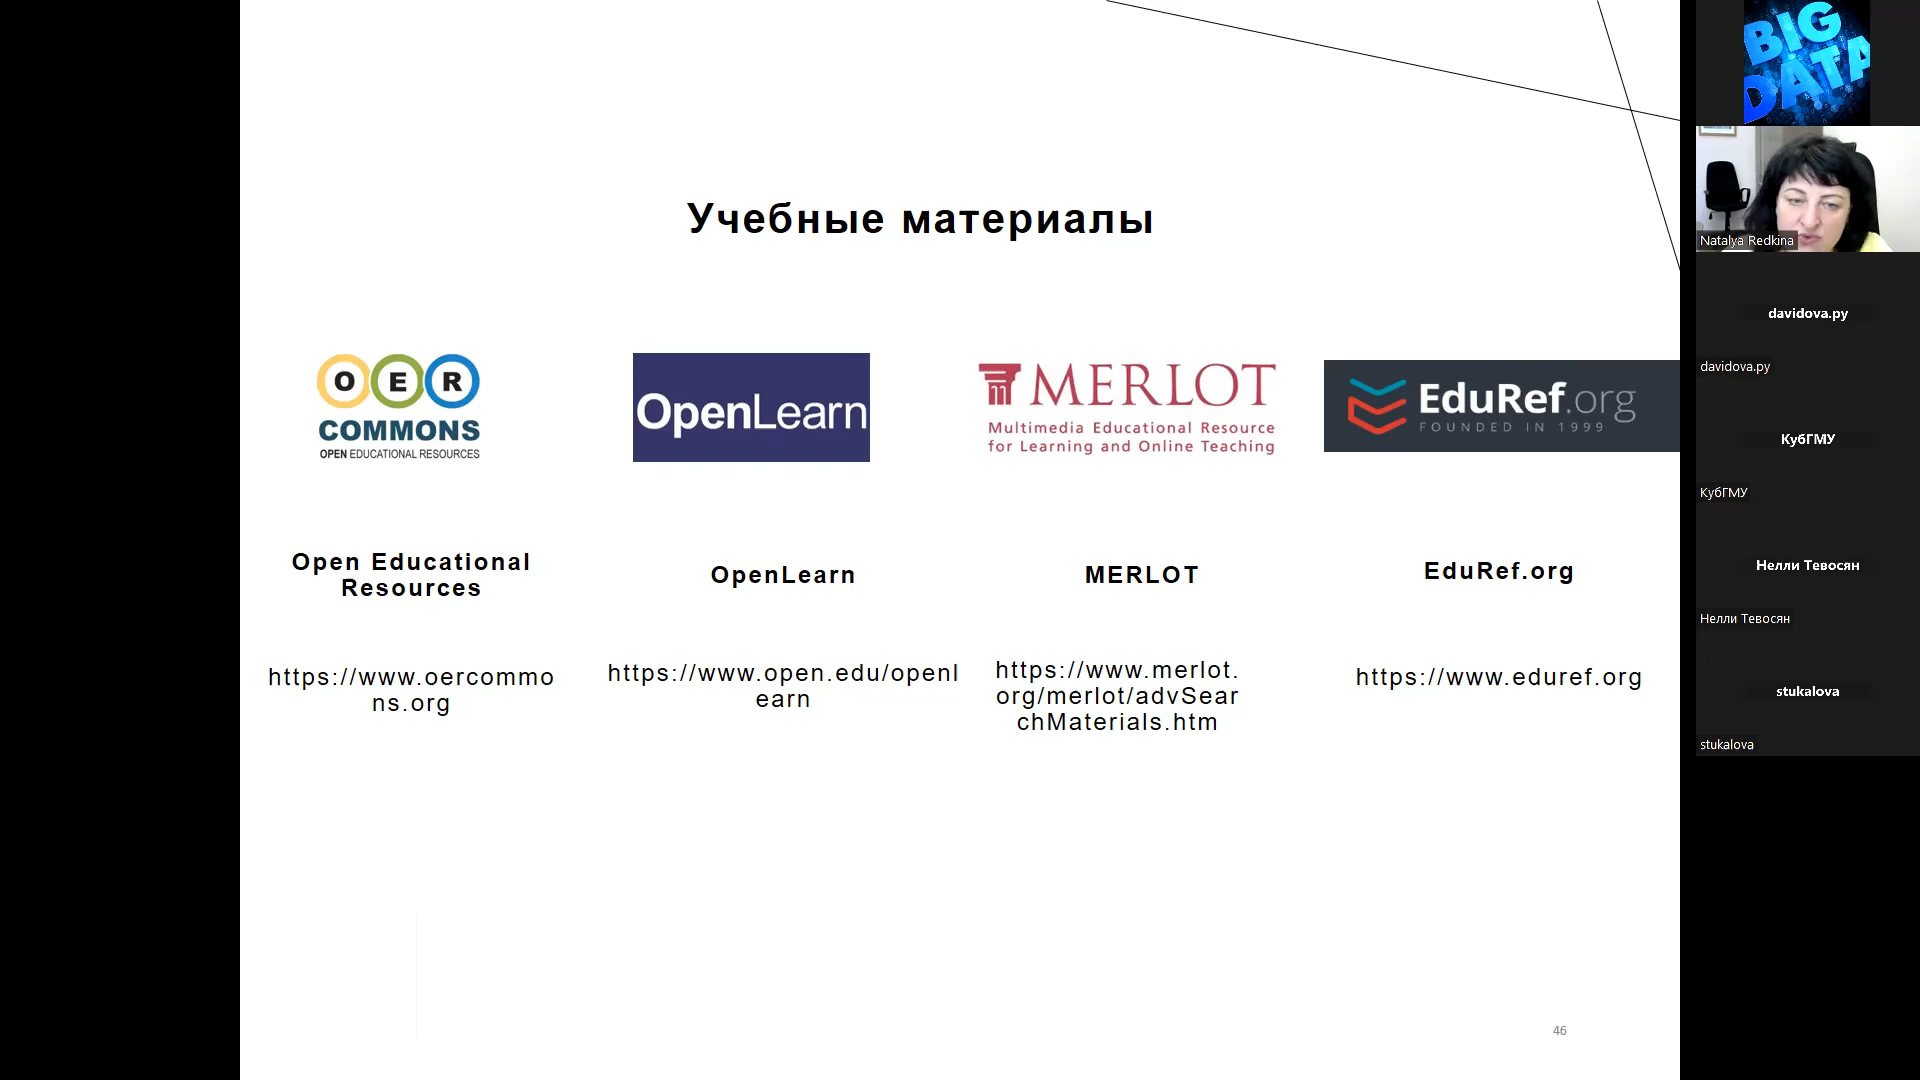 Учебные материалы
O E R
COMMONS
OPEN EDUCATIONAL RESOURCES
OpenLearn
MERLOT
Multimedia Educational Resource
for Learning and Online Teaching
EduRef.org
FOUNDED IN 1999
Open Educational
Resources
OpenLearn
MERLOT
EduRef.org
https://www.oercommo
ns.org
https://www.open.edu/openl
earn
https://www.merlot.
org/merlot/advSear
chMaterials.htm
https://www.eduref.org
46
BIG
DATA
Natalya Redkina
davidova.py
davidova.py
КубГМУ
КубГМУ
Нелли Тевосян
Нелли Тевосян
stukalova
stukalova